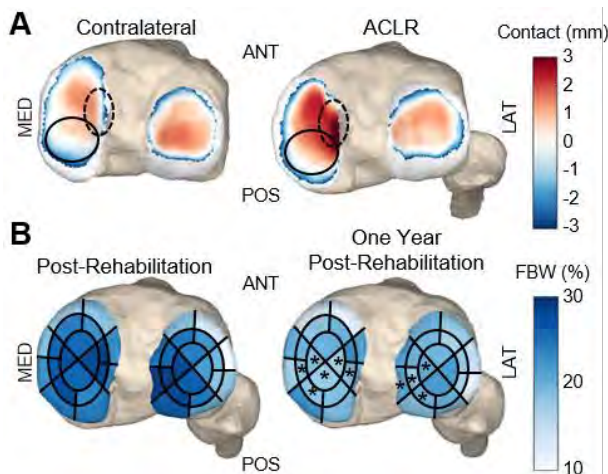 A
Contralateral
ANT
ACLR
Contact (mm)
MED
LAT
3
2
1
0
-1
-2
-3
POS
B
Post-Rehabilitation
ANT
One Year
Post-Rehabilitation
FBW (%)
MED
* * * * * *
* * * *
LAT
30
20
10
POS